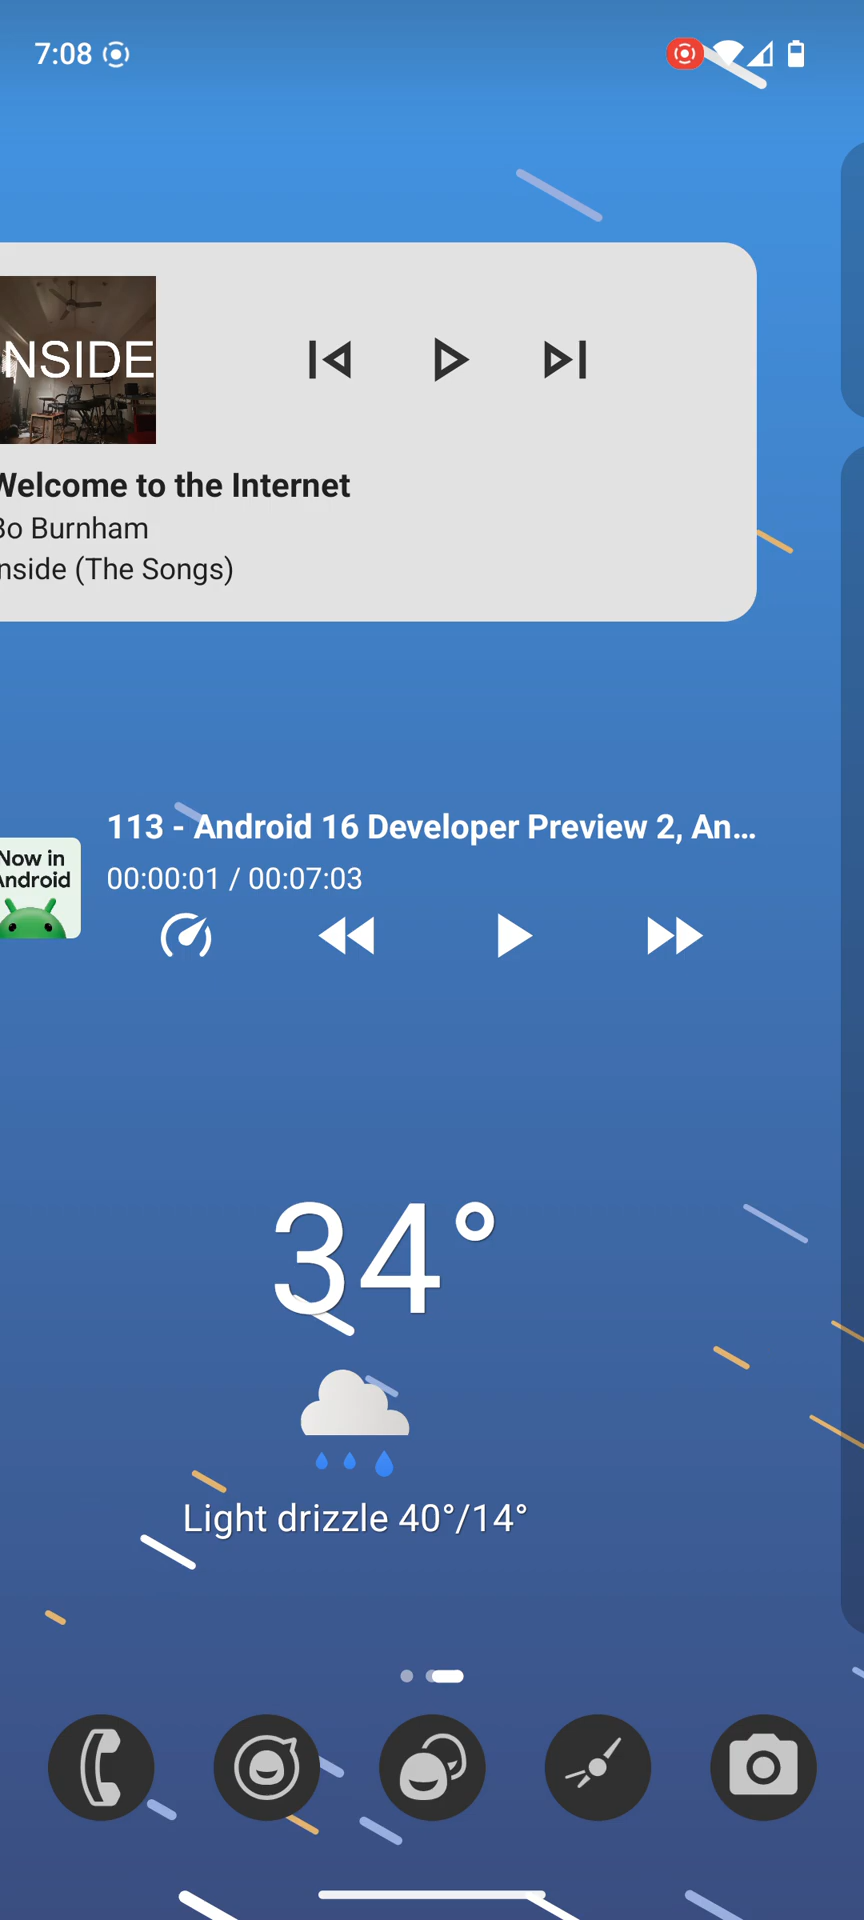 7:08
NSIDE
Welcome to the Internet
Bo Burnham
nside (The Songs)
113 - Android 16 Developer Preview 2, An...
Now in
Android
00:00:01 / 00:07:03
34°
Light drizzle 40°/14°